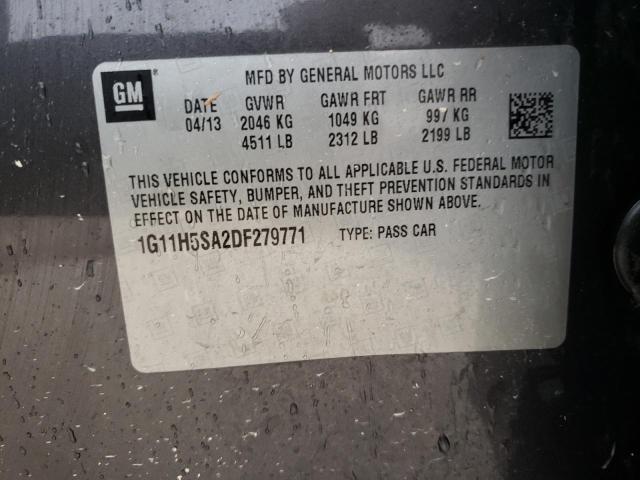 GM
MFD BY GENERAL MOTORS LLC
DATE GVWR GAWR FRT GAWR RR
04/13 2046 KG 1049 KG 997 KG
4511 LB 2312 LB 2199 LB
THIS VEHICLE CONFORMS TO ALL APPLICABLE U.S. FEDERAL MOTOR
VEHICLE SAFETY, BUMPER, AND THEFT PREVENTION STANDARDS IN
EFFECT ON THE DATE OF MANUFACTURE SHOWN ABOVE.
1G11H5SA2DF279771 TYPE: PASS CAR